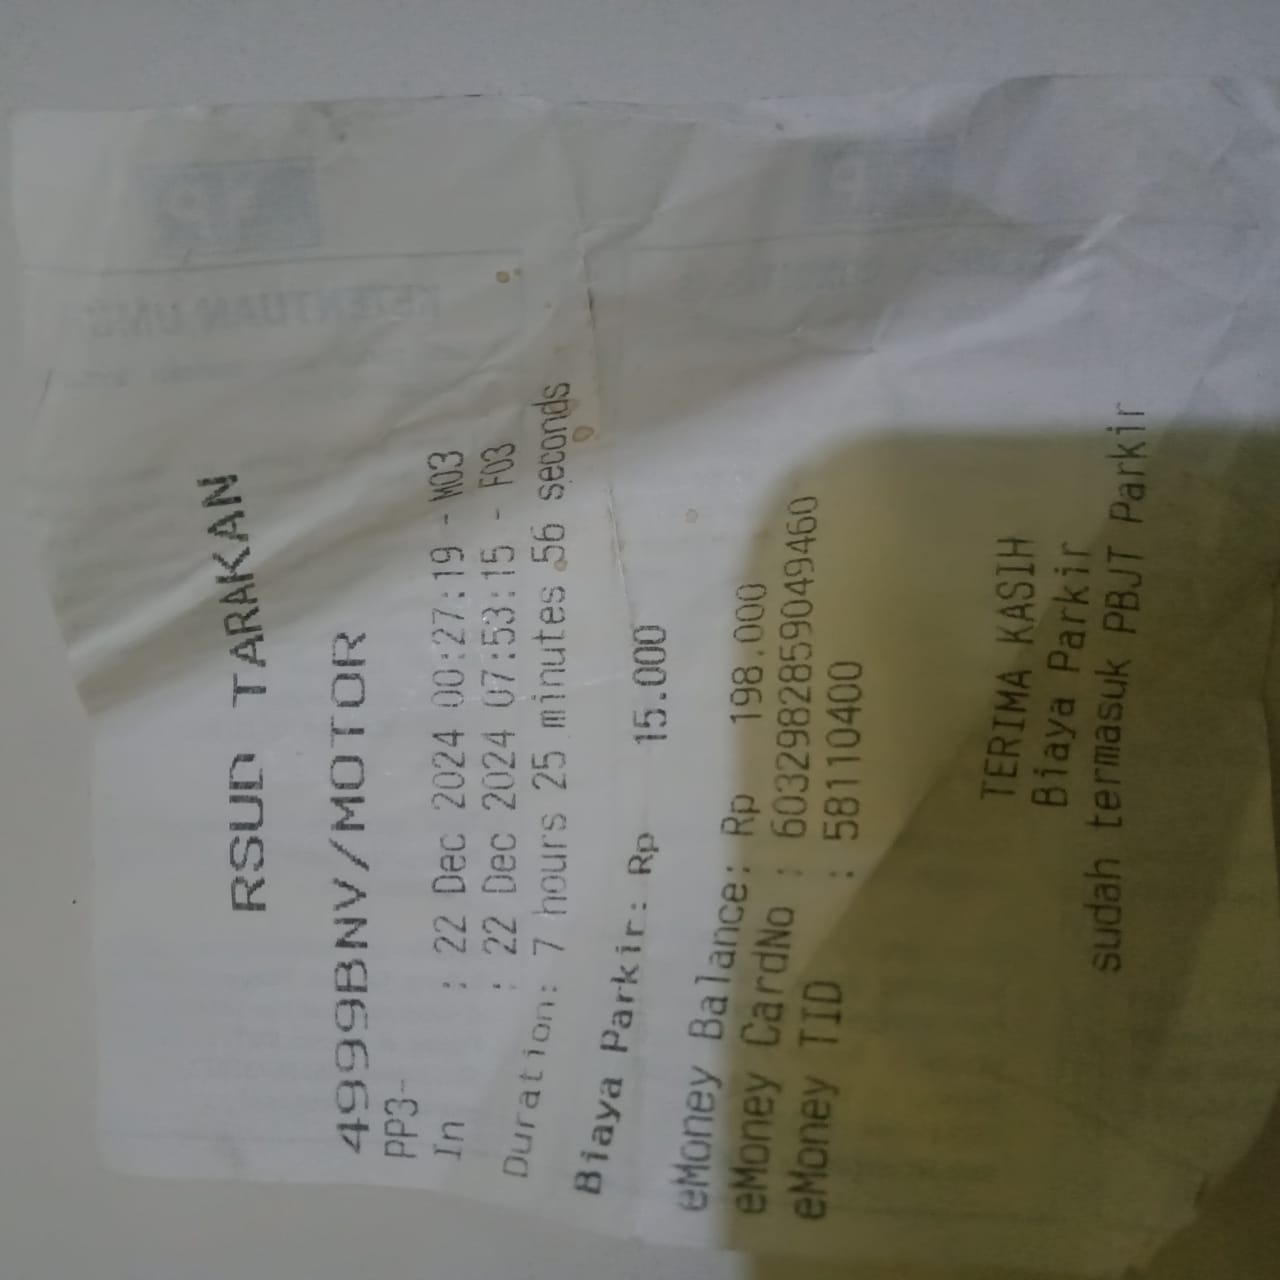 RSUD TARAKAN
4999BNV/MOTOR
PP3-
In : 22 Dec 2024 00:27:19 - M03
: 22 Dec 2024 07:53:15 - F03
Duration: 7 hours 25 minutes 56 seconds
Biaya Parkir: Rp 15.000
eMoney Balance: Rp 198.000
eMoney CardNo : 6032982859049460
eMoney TID : 58110400
TERIMA KASIH
Biaya Parkir
sudah termasuk PBJT Parkir
KETENTUAN